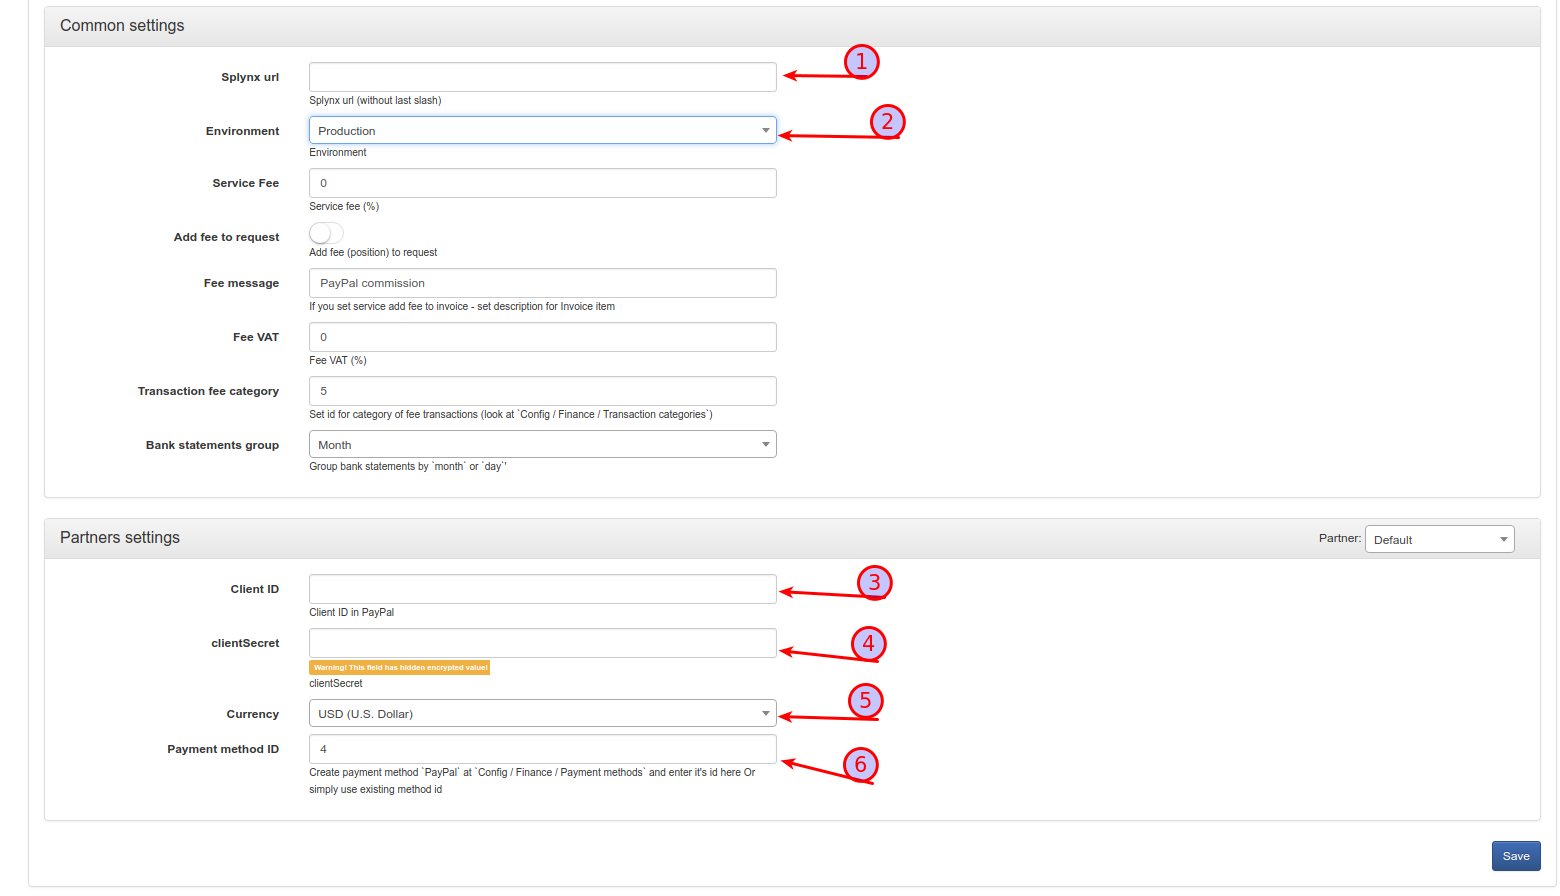 Common settings
1
Splynx url
Splynx url (without last slash)
2
Environment
Production
Environment
Service Fee
0
Service fee (%)
Add fee to request
Add fee (position) to request
Fee message
PayPal commission
If you set service add fee to invoice - set description for Invoice item
Fee VAT
0
Fee VAT (%)
Transaction fee category
5
Set id for category of fee transactions (look at `Config / Finance / Transaction categories`)
Bank statements group
Month
Group bank statements by `month` or `day`'
Partners settings
Partner: Default
3
Client ID
Client ID in PayPal
4
clientSecret
Warning! This field has hidden encrypted value!
clientSecret
5
Currency
USD (U.S. Dollar)
Payment method ID
4
6
Create payment method `PayPal` at `Config / Finance / Payment methods` and enter it's id here Or
simply use existing method id
Save